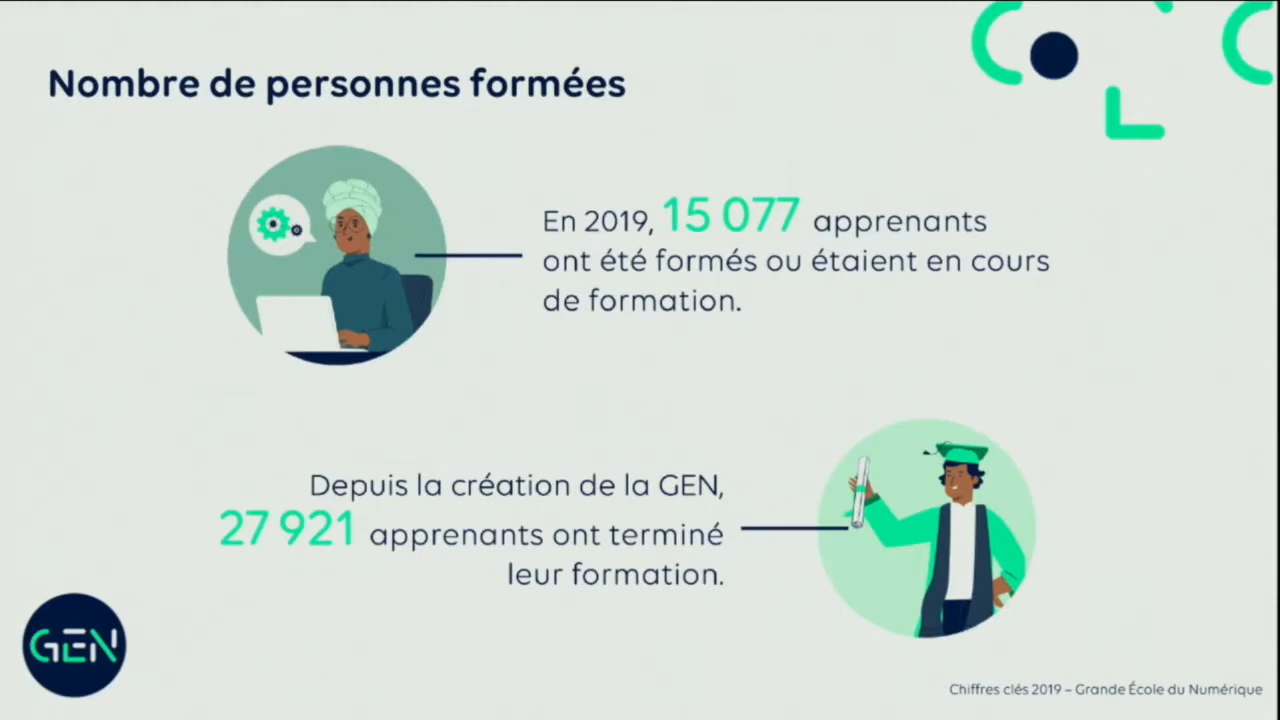 Nombre de personnes formées
En 2019, 15 077 apprenants
ont été formés ou étaient en cours
de formation.
Depuis la création de la GEN,
27 921 apprenants ont terminé
leur formation.
GEN
Chiffres clés 2019 – Grande École du Numérique